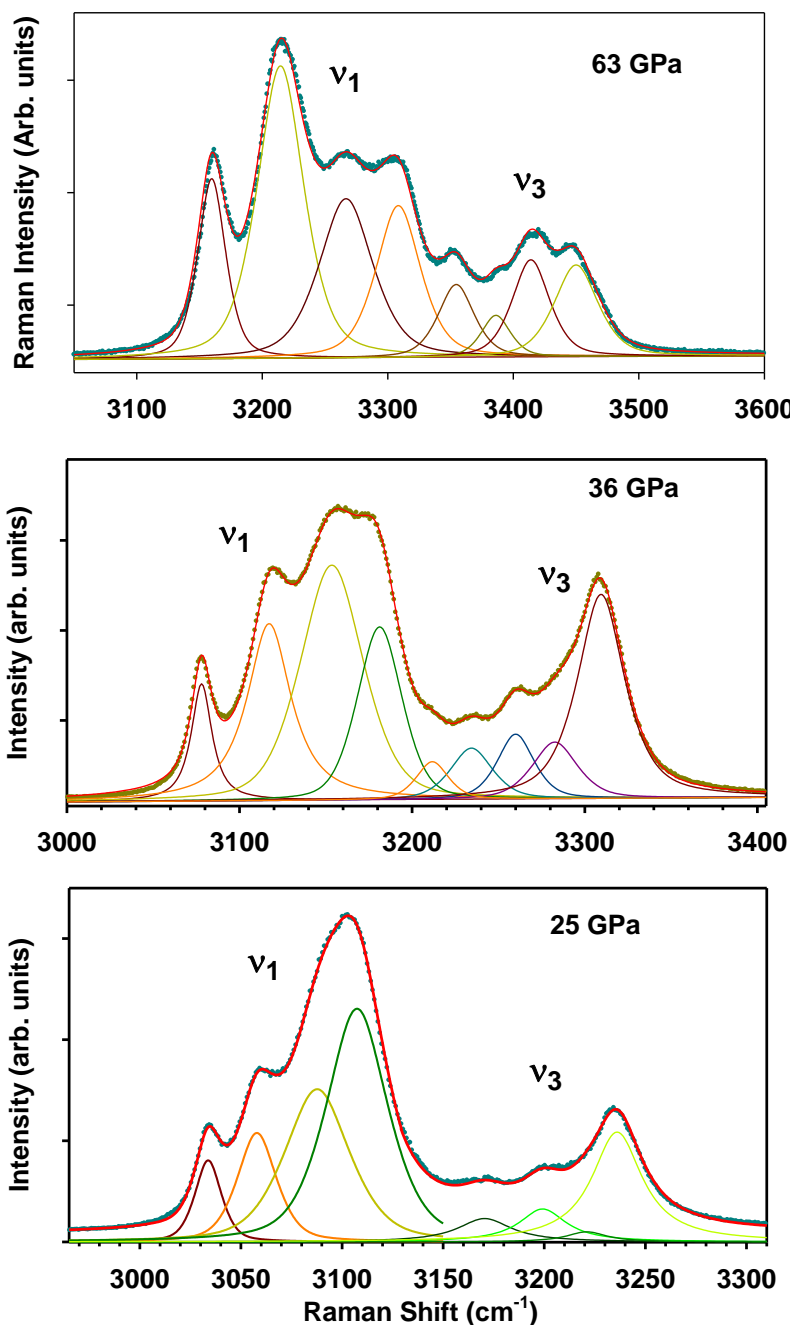 63 GPa
ν1
ν3
Raman Intensity (Arb. units)
3100 3200 3300 3400 3500 3600
36 GPa
ν1
ν3
Intensity (arb. units)
3000 3100 3200 3300 3400
25 GPa
ν1
ν3
Intensity (arb. units)
3000 3050 3100 3150 3200 3250 3300
Raman Shift (cm-1)